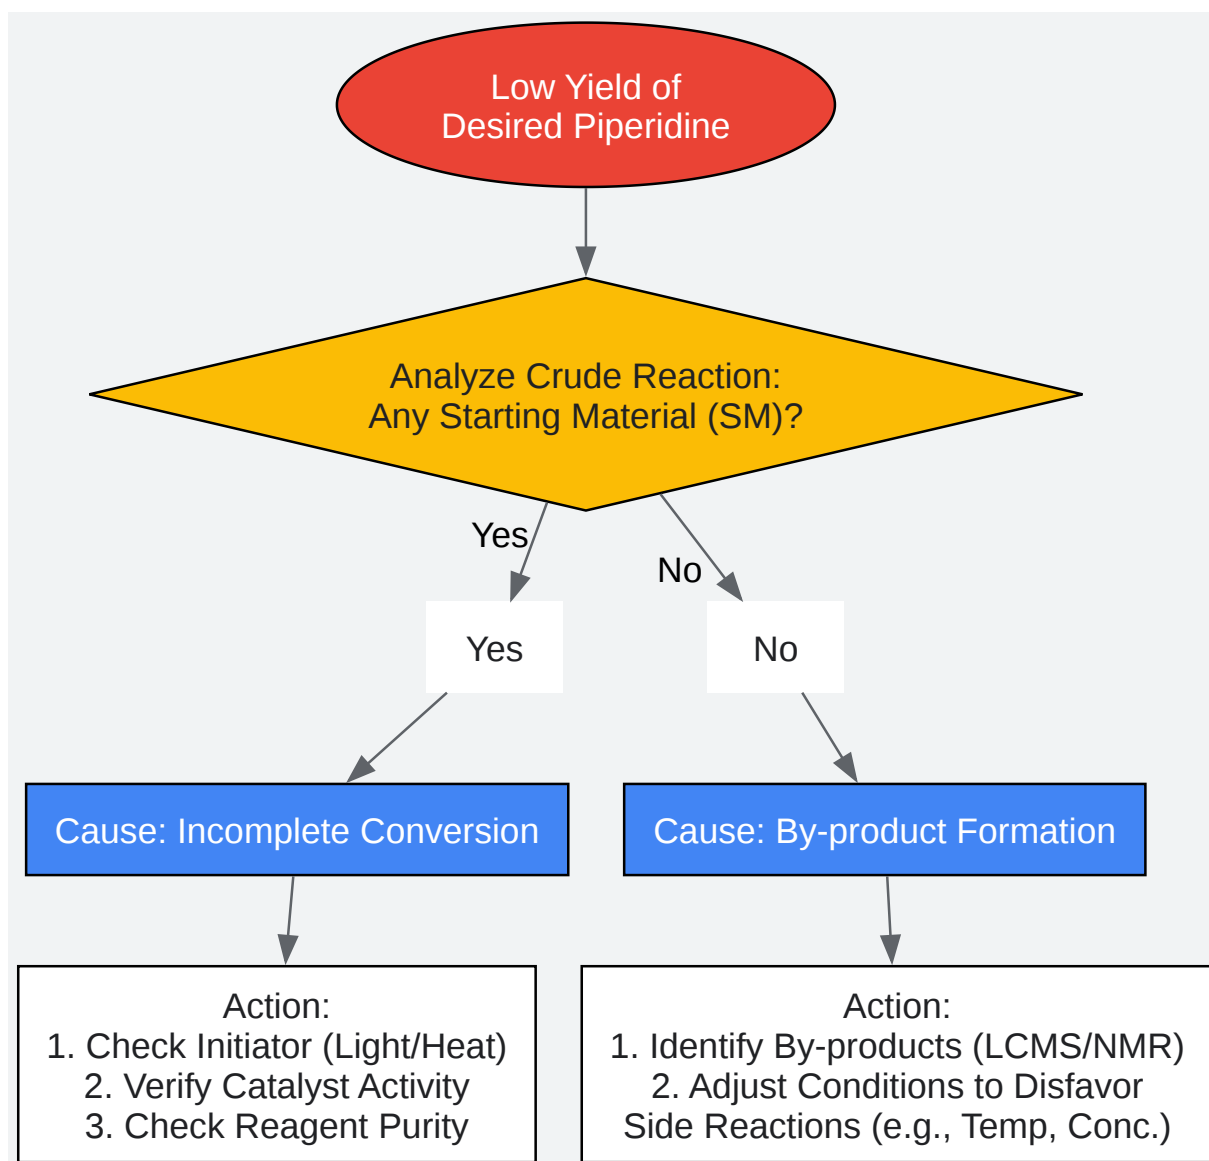 Low Yield of
Desired Piperidine
Analyze Crude Reaction:
Any Starting Material (SM)?
Yes
No
Yes
No
Cause: Incomplete Conversion
Cause: By-product Formation
Action:
1. Check Initiator (Light/Heat)
2. Verify Catalyst Activity
3. Check Reagent Purity
Action:
1. Identify By-products (LCMS/NMR)
2. Adjust Conditions to Disfavor
Side Reactions (e.g., Temp, Conc.)